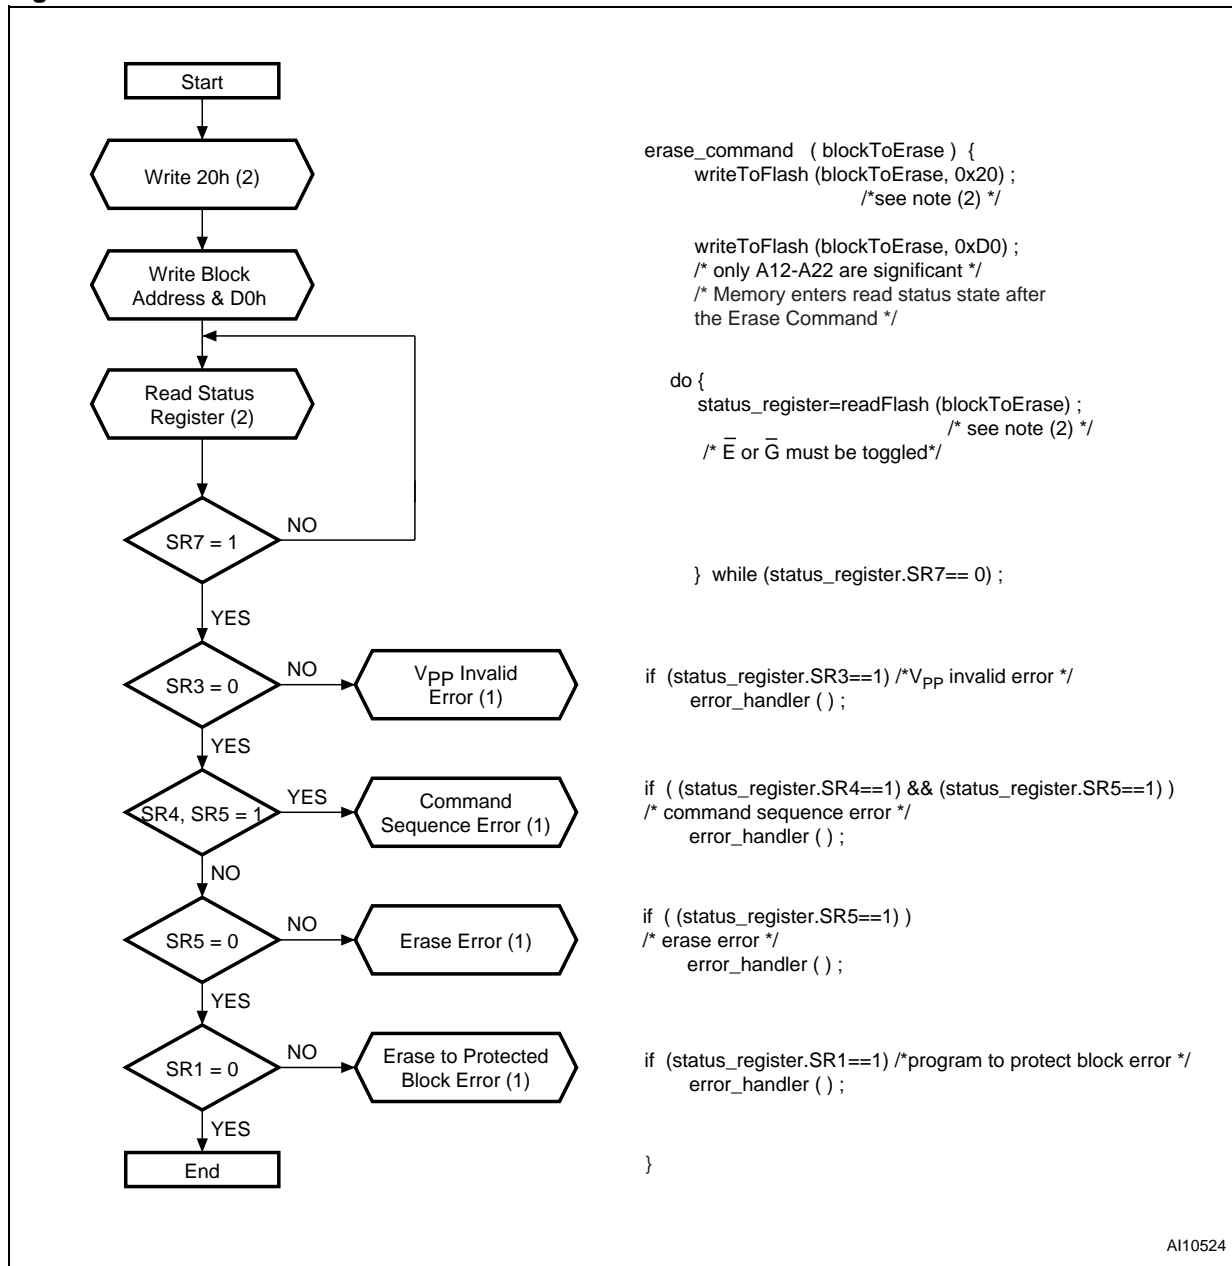 Start
Write 20h (2)
Write Block
Address & D0h
Read Status
Register (2)
SR7 = 1
NO
YES
SR3 = 0
NO
VPP Invalid
Error (1)
YES
SR4, SR5 = 1
YES
Command
Sequence Error (1)
NO
SR5 = 0
NO
Erase Error (1)
YES
SR1 = 0
NO
Erase to Protected
Block Error (1)
YES
End
erase_command ( blockToErase ) {
writeToFlash (blockToErase, 0x20) ;
/*see note (2) */
writeToFlash (blockToErase, 0xD0) ;
/* only A12-A22 are significant */
/* Memory enters read status state after
the Erase Command */
do {
status_register=readFlash (blockToErase) ;
/* see note (2) */
/* E̅ or G̅ must be toggled*/
} while (status_register.SR7== 0) ;
if (status_register.SR3==1) /*VPP invalid error */
error_handler ( ) ;
if ( (status_register.SR4==1) && (status_register.SR5==1) )
/* command sequence error */
error_handler ( ) ;
if ( (status_register.SR5==1) )
/* erase error */
error_handler ( ) ;
if (status_register.SR1==1) /*program to protect block error */
error_handler ( ) ;
}
AI10524